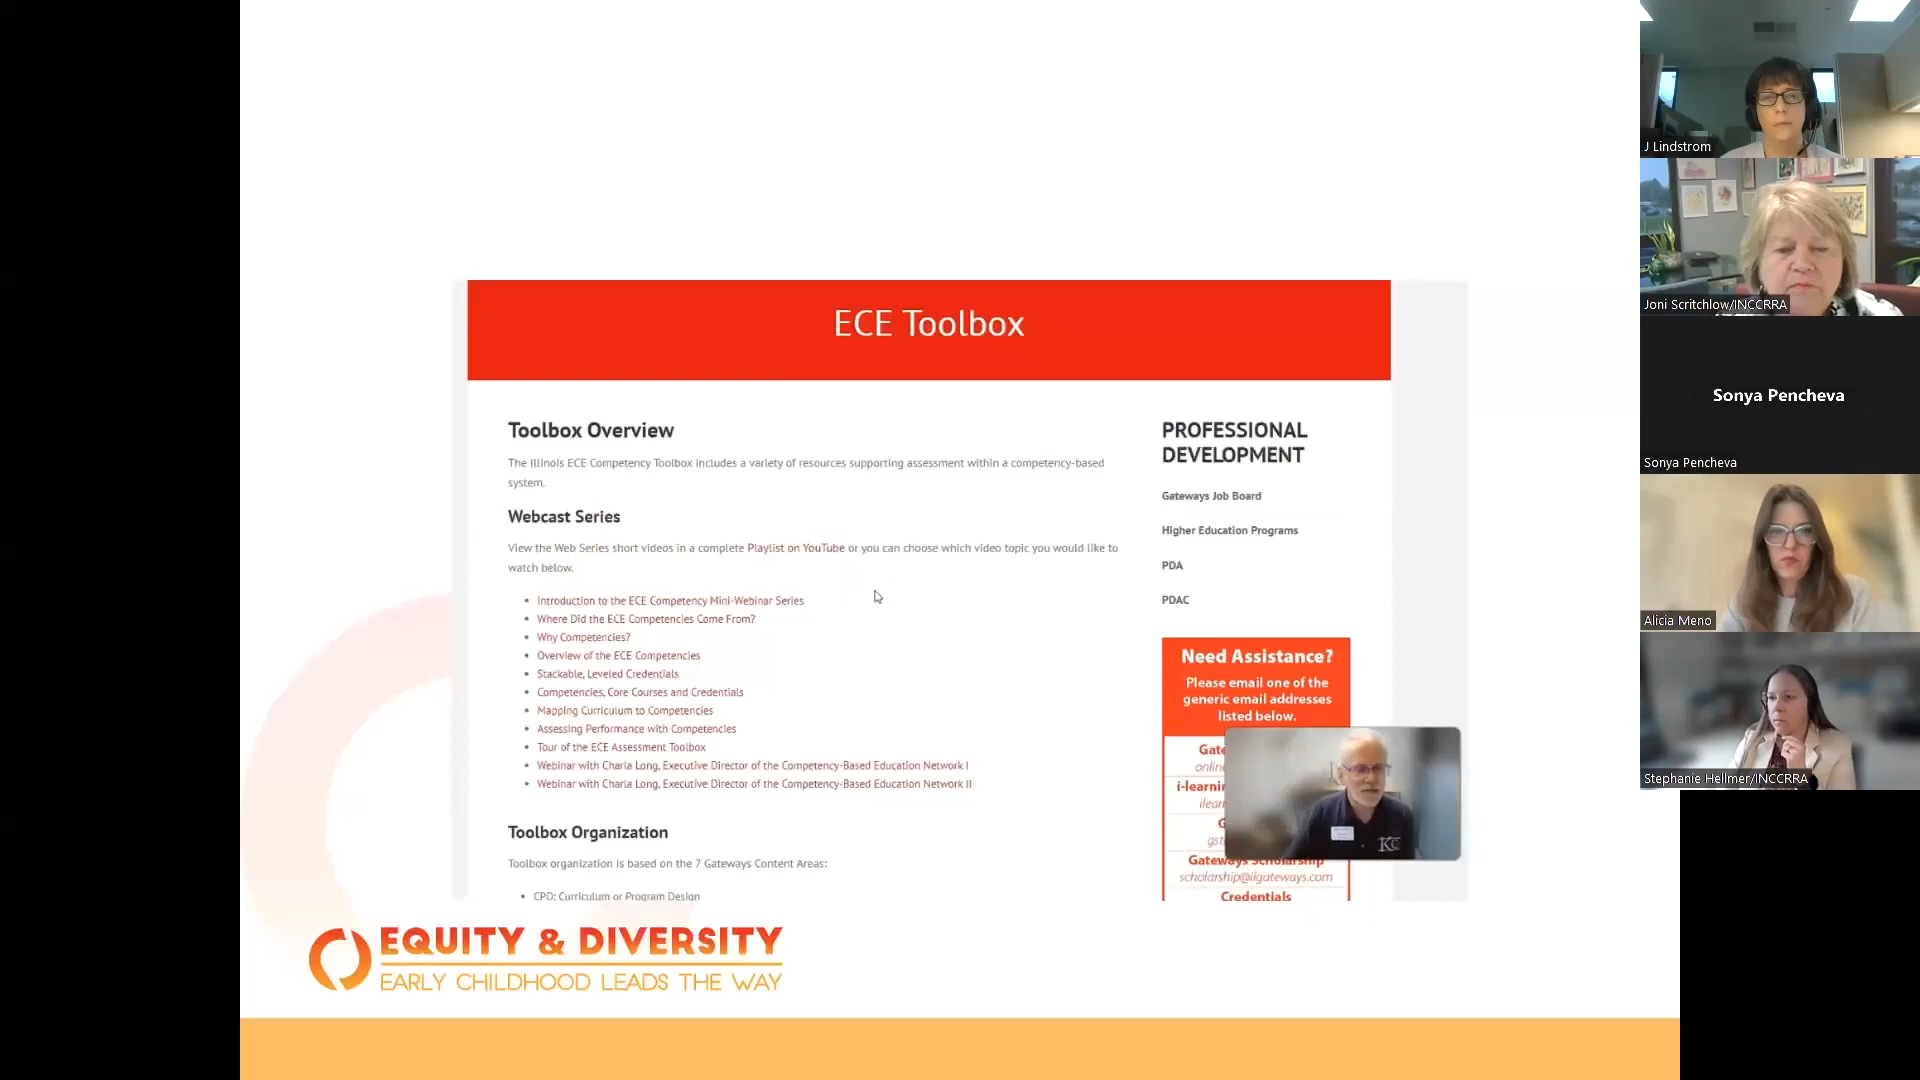 ECE Toolbox
Toolbox Overview
The Illinois ECE Competency Toolbox includes a variety of resources supporting assessment within a competency-based
system.
Webcast Series
View the Web Series short videos in a complete Playlist on YouTube or you can choose which video topic you would like to
watch below.
• Introduction to the ECE Competency Mini-Webinar Series
• Where Did the ECE Competencies Come From?
• Why Competencies?
• Overview of the ECE Competencies
• Stackable, Leveled Credentials
• Competencies, Core Courses and Credentials
• Mapping Curriculum to Competencies
• Assessing Performance with Competencies
• Tour of the ECE Assessment Toolbox
• Webinar with Charla Long, Executive Director of the Competency-Based Education Network I
• Webinar with Charla Long, Executive Director of the Competency-Based Education Network II
Toolbox Organization
Toolbox organization is based on the 7 Gateways Content Areas:
• CPD: Curriculum or Program Design
PROFESSIONAL
DEVELOPMENT
Gateways Job Board
Higher Education Programs
PDA
PDAC
Need Assistance?
Please email one of the
generic email addresses
listed below.
Gateways Scholarship
scholarship@ilgateways.com
Credentials
KC
EQUITY & DIVERSITY
EARLY CHILDHOOD LEADS THE WAY
J Lindstrom
Joni Scritchlow/INCCRRA
Sonya Pencheva
Sonya Pencheva
Alicia Meno
Stephanie Hellmer/INCCRRA